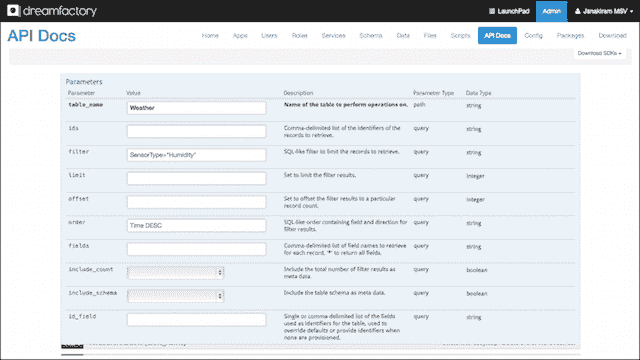 dreamfactory LaunchPad Admin Janakiram MSV
API Docs Home Apps Users Roles Services Schema Data Files Scripts API Docs Config Packages Download
Download SDKs
Parameters
Parameter Value Description Parameter Type Data Type
table_name Weather Name of the table to perform operations on. path string
ids Comma-delimited list of the identifiers of the query string
records to retrieve.
filter SensorType="Humidity" SQL-like filter to limit the records to retrieve. query string
limit Set to limit the filter results. query integer
offset Set to offset the filter results to a particular query integer
record count.
order Time DESC SQL-like order containing field and direction for query string
filter results.
fields Comma-delimited list of field names to retrieve query string
for each record, '*' to return all fields.
include_count Include the total number of filter results as query boolean
meta data.
include_schema Include the table schema as meta data. query boolean
id_field Single or comma-delimited list of the fields query string
used as identifiers for the table, used to
override defaults or provide identifiers when
none are provisioned.